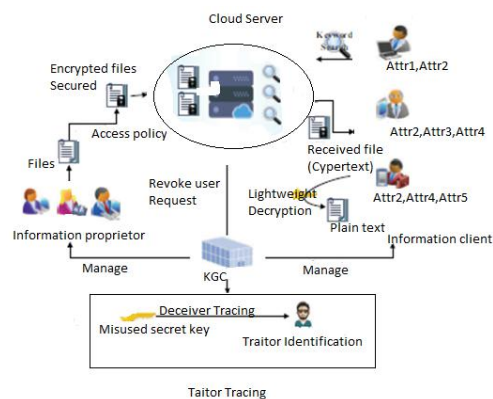 Cloud Server
Keyword
Search
Attr1,Attr2
Encrypted files
Secured
Access policy
Attr2,Attr3,Attr4
Files
Received file
(Cypertext)
Revoke user
Request
Lightweight
Decryption
Attr2,Attr4,Attr5
Plain text
Information proprietor
Information client
Manage
KGC
Manage
Deceiver Tracing
Misused secret key
Traitor Identification
Taitor Tracing